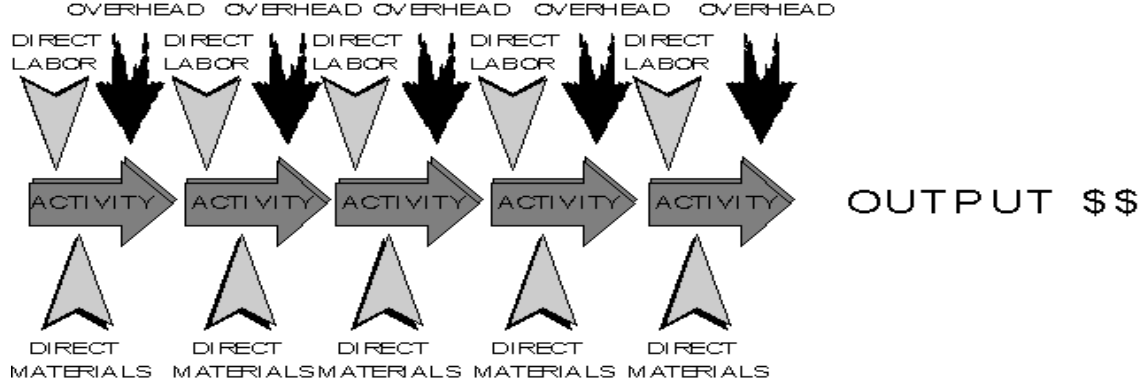 OVERHEAD OVERHEAD OVERHEAD OVERHEAD OVERHEAD
DIRECT DIRECT DIRECT DIRECT DIRECT
LABOR LABOR LABOR LABOR LABOR
ACTIVITY ACTIVITY ACTIVITY ACTIVITY ACTIVITY OUTPUT $$
DIRECT DIRECT DIRECT DIRECT DIRECT
MATERIALS MATERIALS MATERIALS MATERIALS MATERIALS